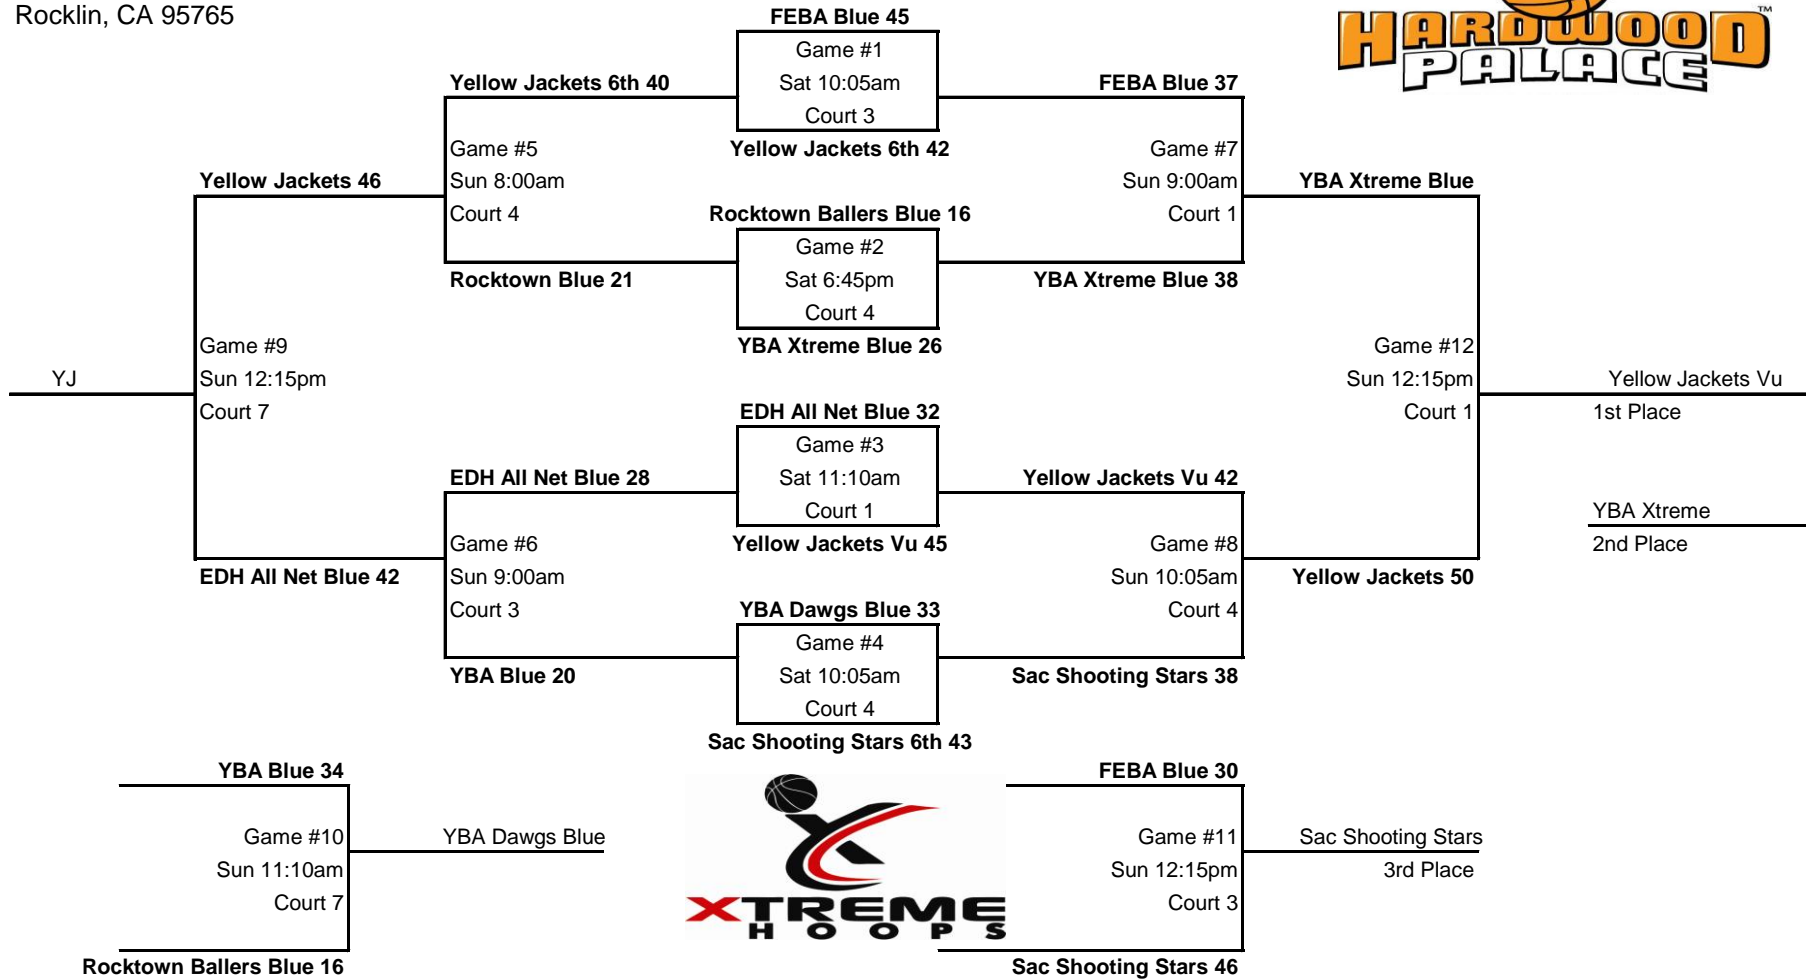 Rocklin, CA 95765
HARDWOOD
PALACE
TM
FEBA Blue 45
Game #1
Sat 10:05am
Court 3
Yellow Jackets 6th 42
Yellow Jackets 6th 40
Game #5
Sun 8:00am
Court 4
Rocktown Blue 21
FEBA Blue 37
Game #7
Sun 9:00am
Court 1
YBA Xtreme Blue 38
Rocktown Ballers Blue 16
Game #2
Sat 6:45pm
Court 4
YBA Xtreme Blue 26
Yellow Jackets 46
Game #9
Sun 12:15pm
Court 7
EDH All Net Blue 42
YJ
YBA Xtreme Blue
Game #12
Sun 12:15pm
Court 1
Yellow Jackets 50
Yellow Jackets Vu
1st Place
YBA Xtreme
2nd Place
EDH All Net Blue 32
Game #3
Sat 11:10am
Court 1
Yellow Jackets Vu 45
EDH All Net Blue 28
Game #6
Sun 9:00am
Court 3
YBA Blue 20
Yellow Jackets Vu 42
Game #8
Sun 10:05am
Court 4
Sac Shooting Stars 38
YBA Dawgs Blue 33
Game #4
Sat 10:05am
Court 4
Sac Shooting Stars 6th 43
YBA Blue 34
Game #10
Sun 11:10am
Court 7
Rocktown Ballers Blue 16
YBA Dawgs Blue
XTREME
HOOPS
FEBA Blue 30
Game #11
Sun 12:15pm
Court 3
Sac Shooting Stars 46
Sac Shooting Stars
3rd Place